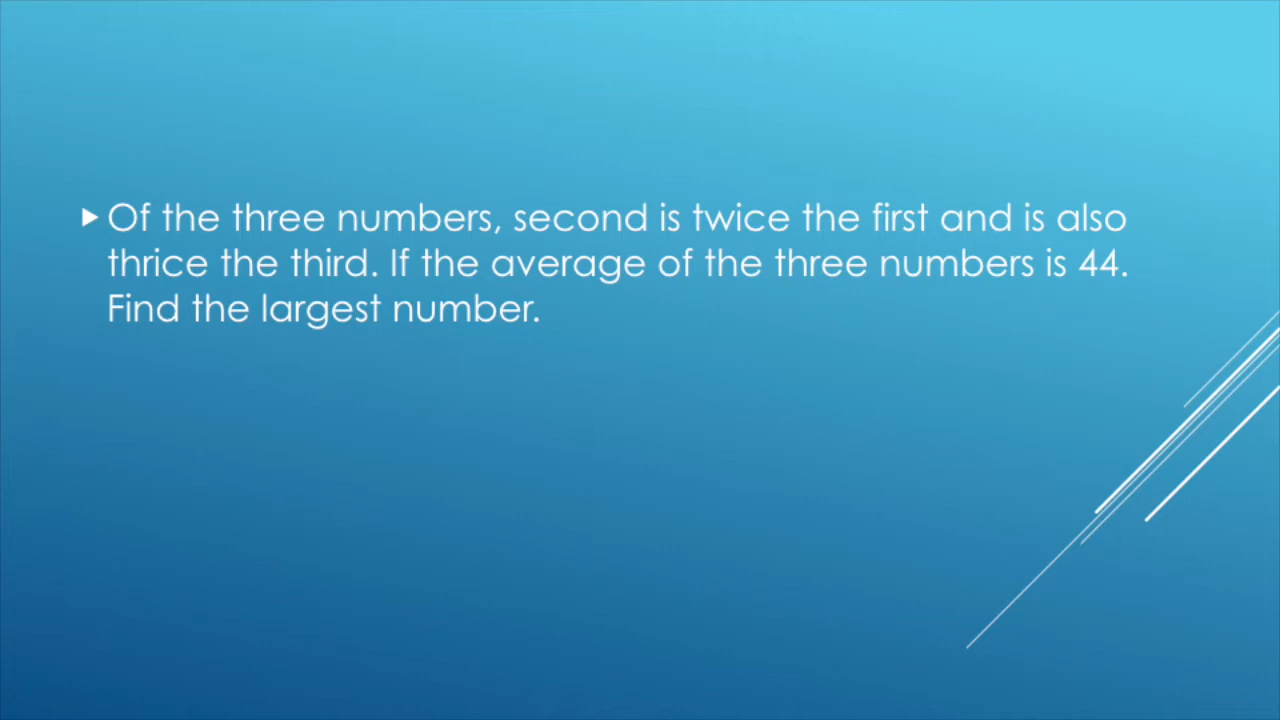 Of the three numbers, second is twice the first and is also
thrice the third. If the average of the three numbers is 44.
Find the largest number.